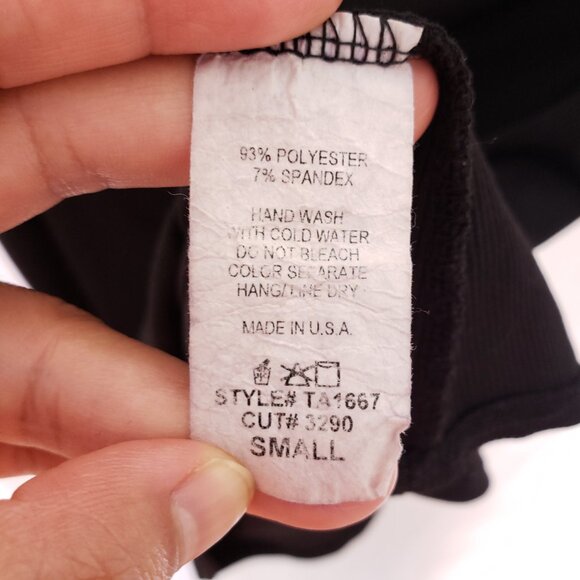 93% POLYESTER
7% SPANDEX
HAND WASH
WITH COLD WATER
DO NOT BLEACH
COLOR SEPARATE
HANG/LINE DRY
MADE IN U.S.A.
STYLE# TA1667
CUT# 3290
SMALL